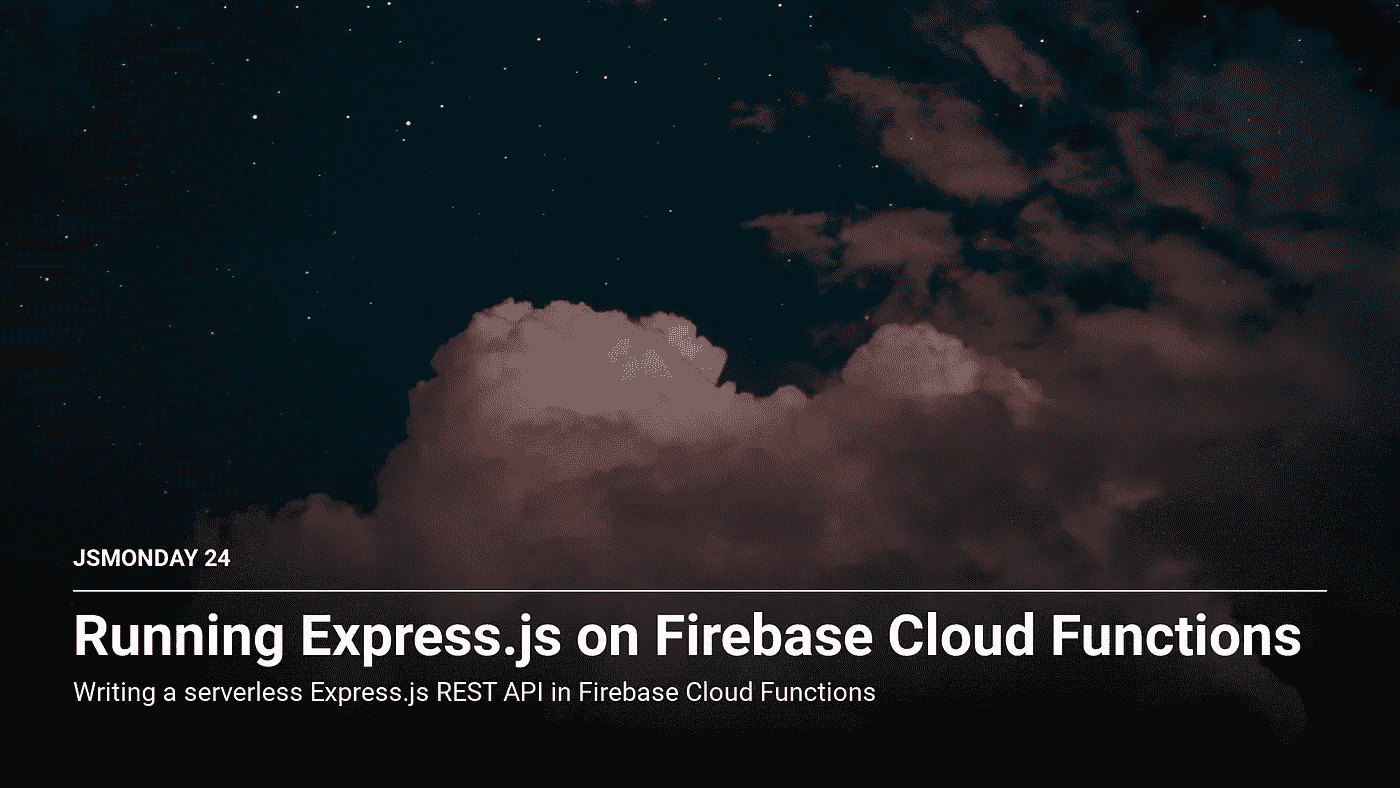 JSMONDAY 24
Running Express.js on Firebase Cloud Functions
Writing a serverless Express.js REST API in Firebase Cloud Functions